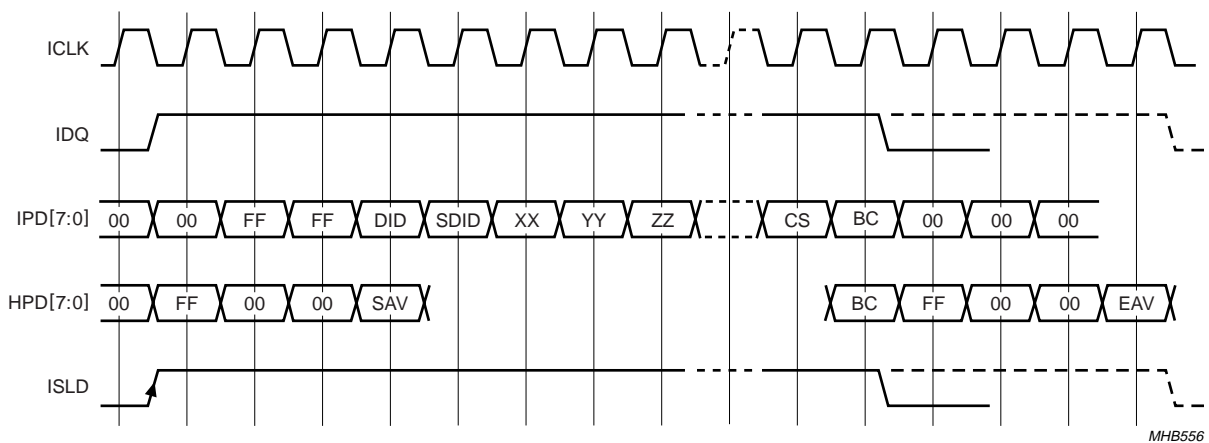 ICLK
IDQ
IPD[7:0] 00 00 FF FF DID SDID XX YY ZZ CS BC 00 00 00
HPD[7:0] 00 FF 00 00 SAV BC FF 00 00 EAV
ISLD
MHB556